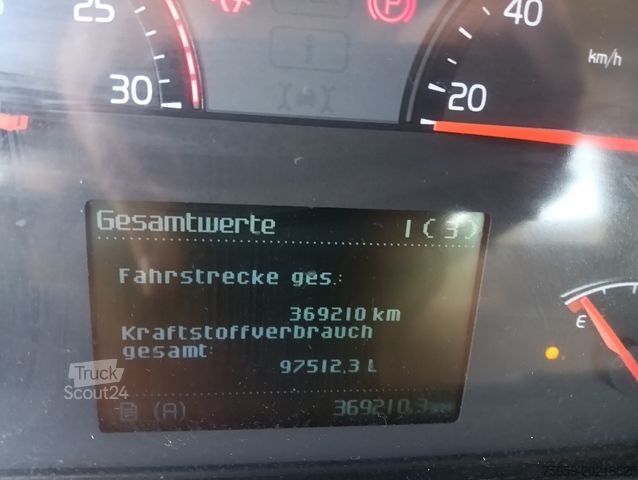 25
30
P
40
km/h
20
Gesamtwerte 1(3)
Fahrstrecke ges.:
369210 km
Kraftstoffverbrauch
gesamt:
97512,3 L
E
Truck
Scout24
(A) 369210.3